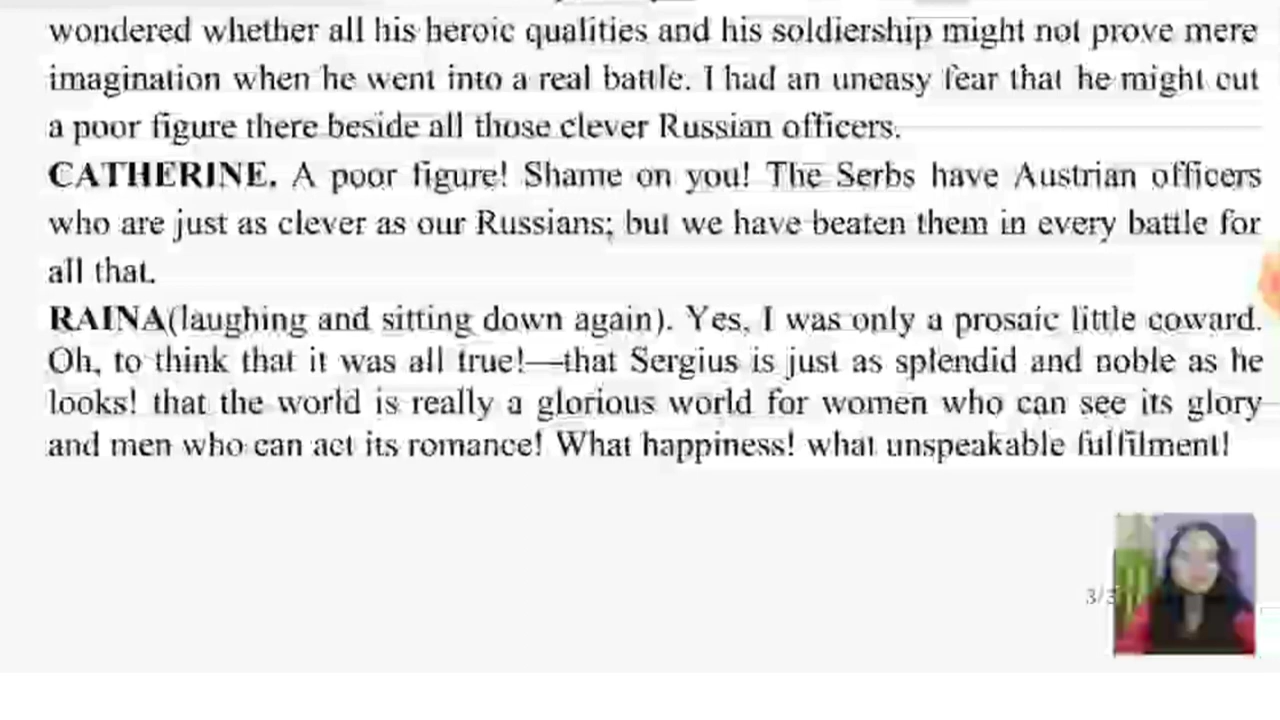 wondered whether all his heroic qualities and his soldiership might not prove mere
imagination when he went into a real battle. I had an uneasy fear that he might cut
a poor figure there beside all those clever Russian officers.
CATHERINE. A poor figure! Shame on you! The Serbs have Austrian officers
who are just as clever as our Russians; but we have beaten them in every battle for
all that.
RAINA(laughing and sitting down again). Yes, I was only a prosaic little coward.
Oh, to think that it was all true!—that Sergius is just as splendid and noble as he
looks! that the world is really a glorious world for women who can see its glory
and men who can act its romance! What happiness! what unspeakable fulfilment!
3/3